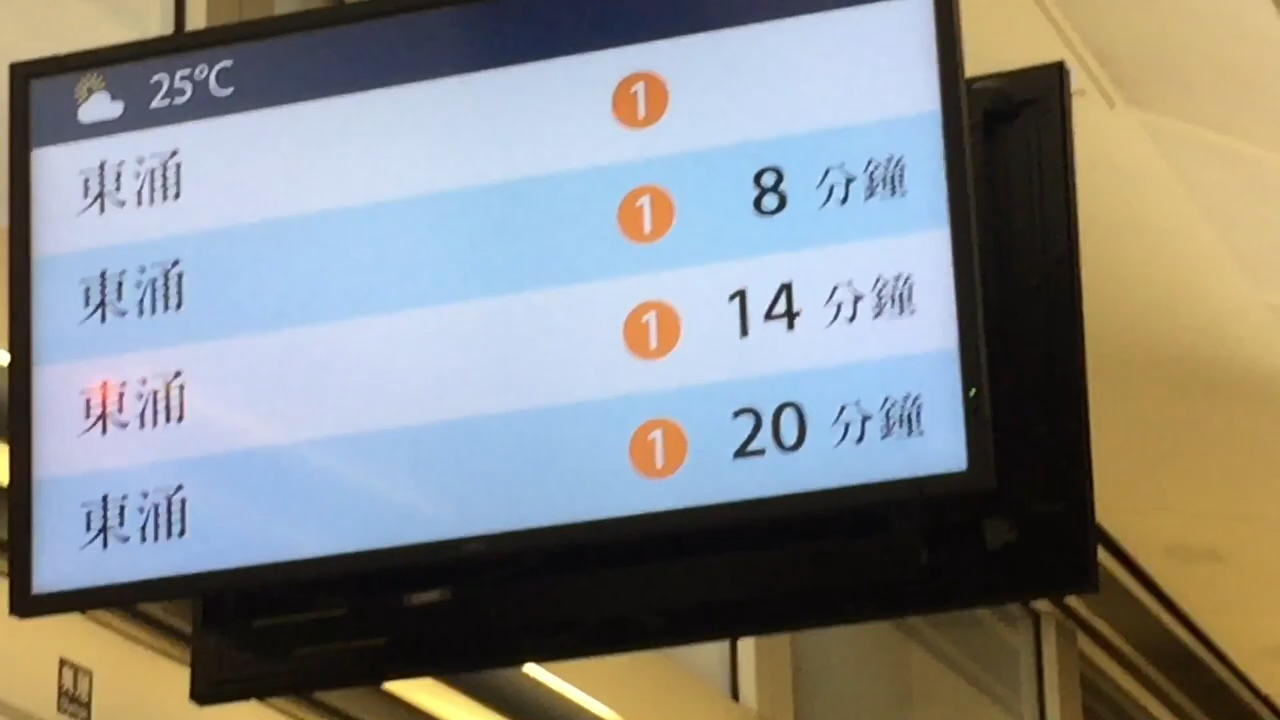 25°C
東涌 1
東涌 1 8 分鐘
東涌 1 14 分鐘
東涌 1 20 分鐘